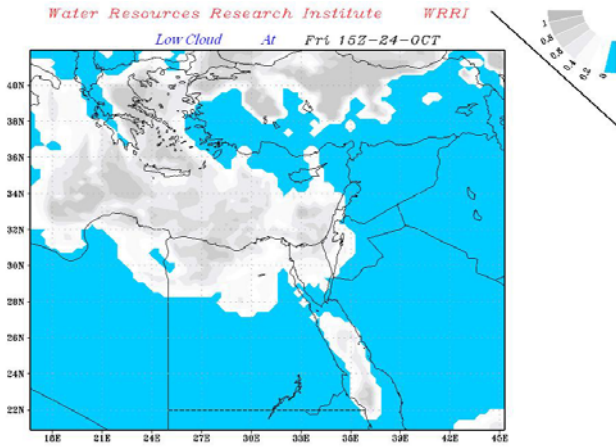 Water Resources Research Institute WRRI
Low Cloud At Fri 15Z-24-OCT
1
0.8
0.6
0.4
0.2
0
40N
38N
36N
34N
32N
30N
28N
26N
24N
22N
18E 21E 24E 27E 30E 33E 36E 39E 42E 45E